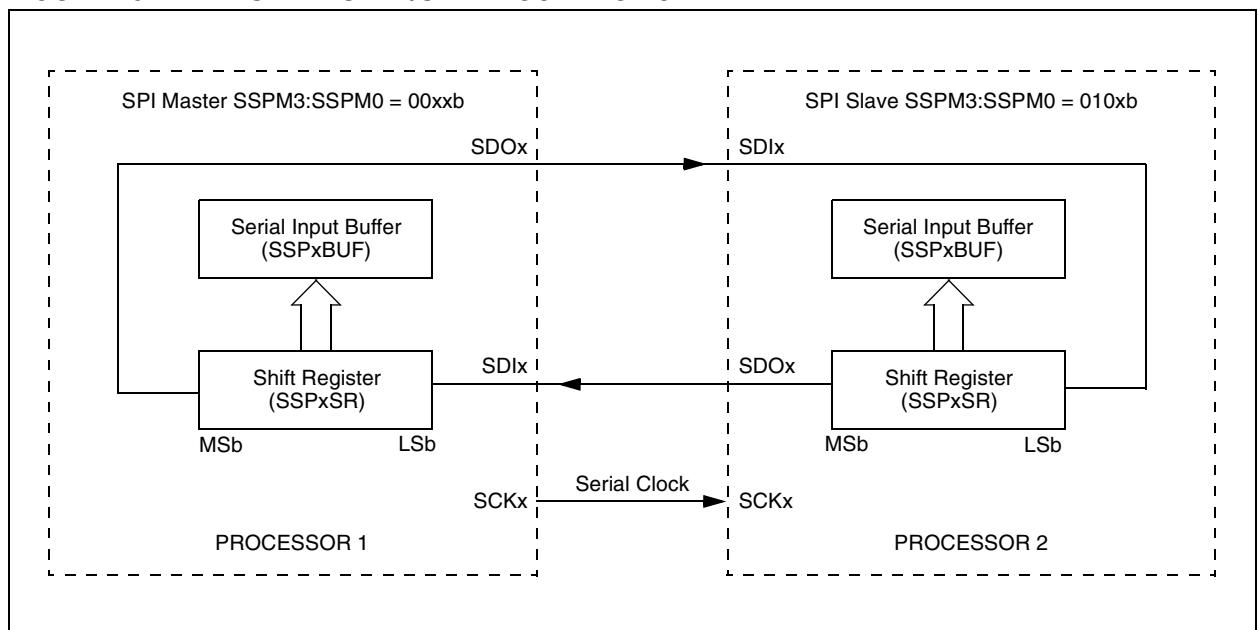 SPI Master SSPM3:SSPM0 = 00xxb
SPI Slave SSPM3:SSPM0 = 010xb
SDOx
SDIx
Serial Input Buffer
(SSPxBUF)
Serial Input Buffer
(SSPxBUF)
Shift Register
(SSPxSR)
SDIx
SDOx
Shift Register
(SSPxSR)
MSb
LSb
MSb
LSb
Serial Clock
SCKx
SCKx
PROCESSOR 1
PROCESSOR 2